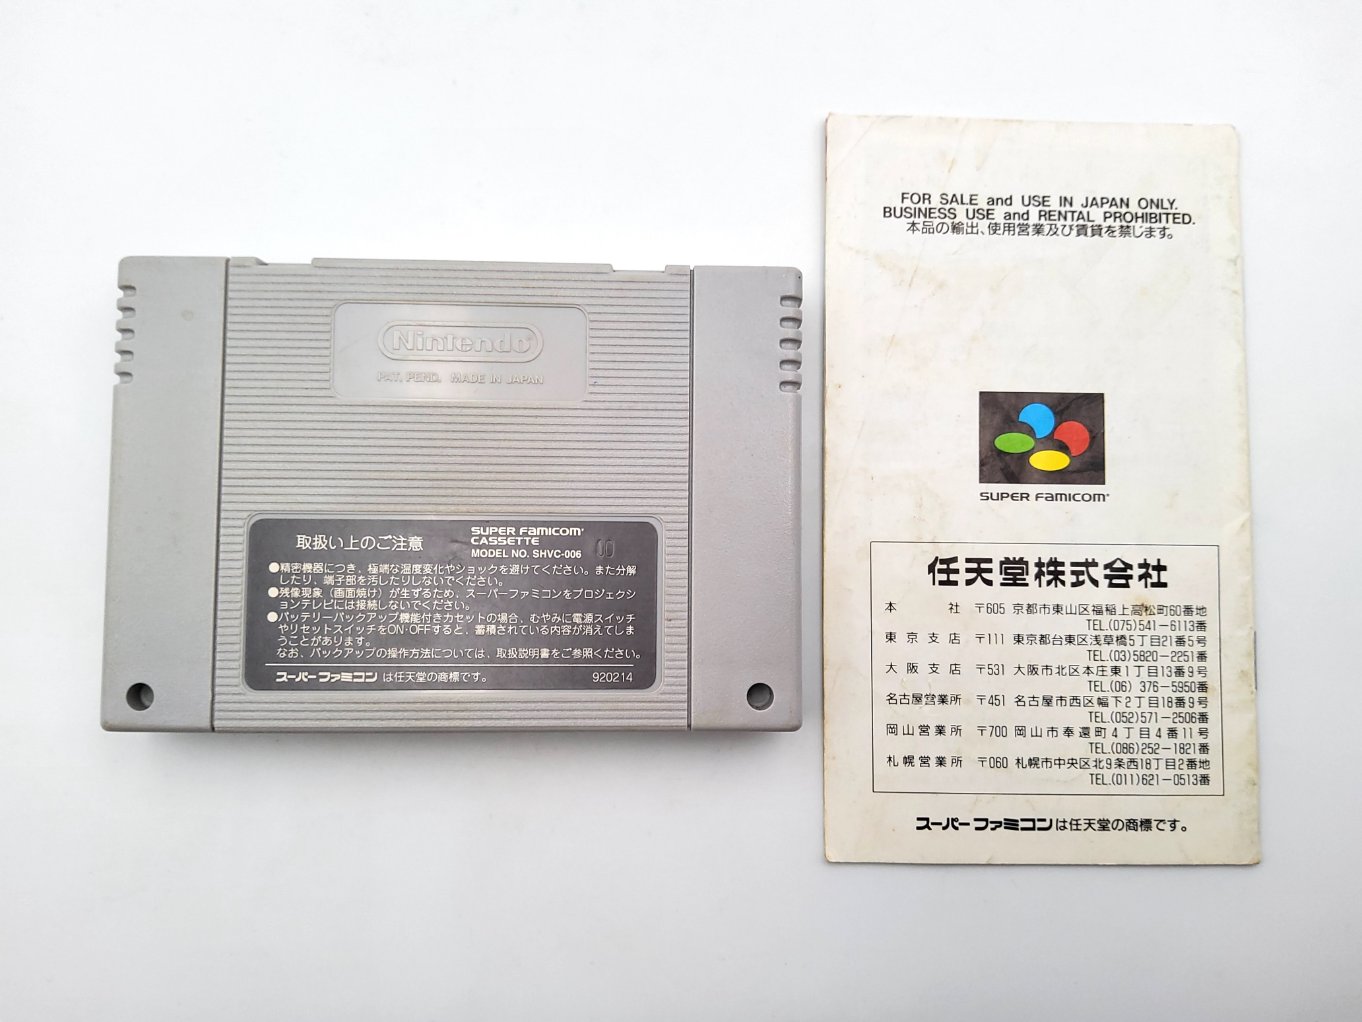 Nintendo
PAT. PEND. MADE IN JAPAN
取扱い上のご注意
SUPER FAMICOM
CASSETTE
MODEL NO. SHVC-006
00
●精密機器につき、極端な温度変化やショックを避けてください。また分解
したり、端子部を汚したりしないでください。
●残像現象（画面焼け）が生ずるため、スーパーファミコンをプロジェクシ
ョンテレビには接続しないでください。
●バッテリーバックアップ機能付きカセットの場合、むやみに電源スイッチ
やリセットスイッチをON・OFFすると、蓄積されている内容が消えてしま
うことがあります。
なお、バックアップの操作方法については、取扱説明書をご参照ください。
スーパーファミコン は任天堂の商標です。
920214
FOR SALE and USE IN JAPAN ONLY.
BUSINESS USE and RENTAL PROHIBITED.
本品の輸出、使用営業及び賃貸を禁じます。
SUPER FAMICOM
任天堂株式会社
本社 〒605 京都市東山区福稲上高松町60番地
TEL.(075)541-6113番
東京支店 〒111 東京都台東区浅草橋5丁目21番5号
TEL.(03)5820-2251番
大阪支店 〒531 大阪市北区本庄東1丁目13番9号
TEL.(06) 376-5950番
名古屋営業所 〒451 名古屋市西区幅下2丁目18番9号
TEL.(052)571-2506番
岡山営業所 〒700 岡山市奉還町4丁目4番11号
TEL.(086)252-1821番
札幌営業所 〒060 札幌市中央区北9条西18丁目2番地
TEL.(011)621-0513番
スーパーファミコンは任天堂の商標です。